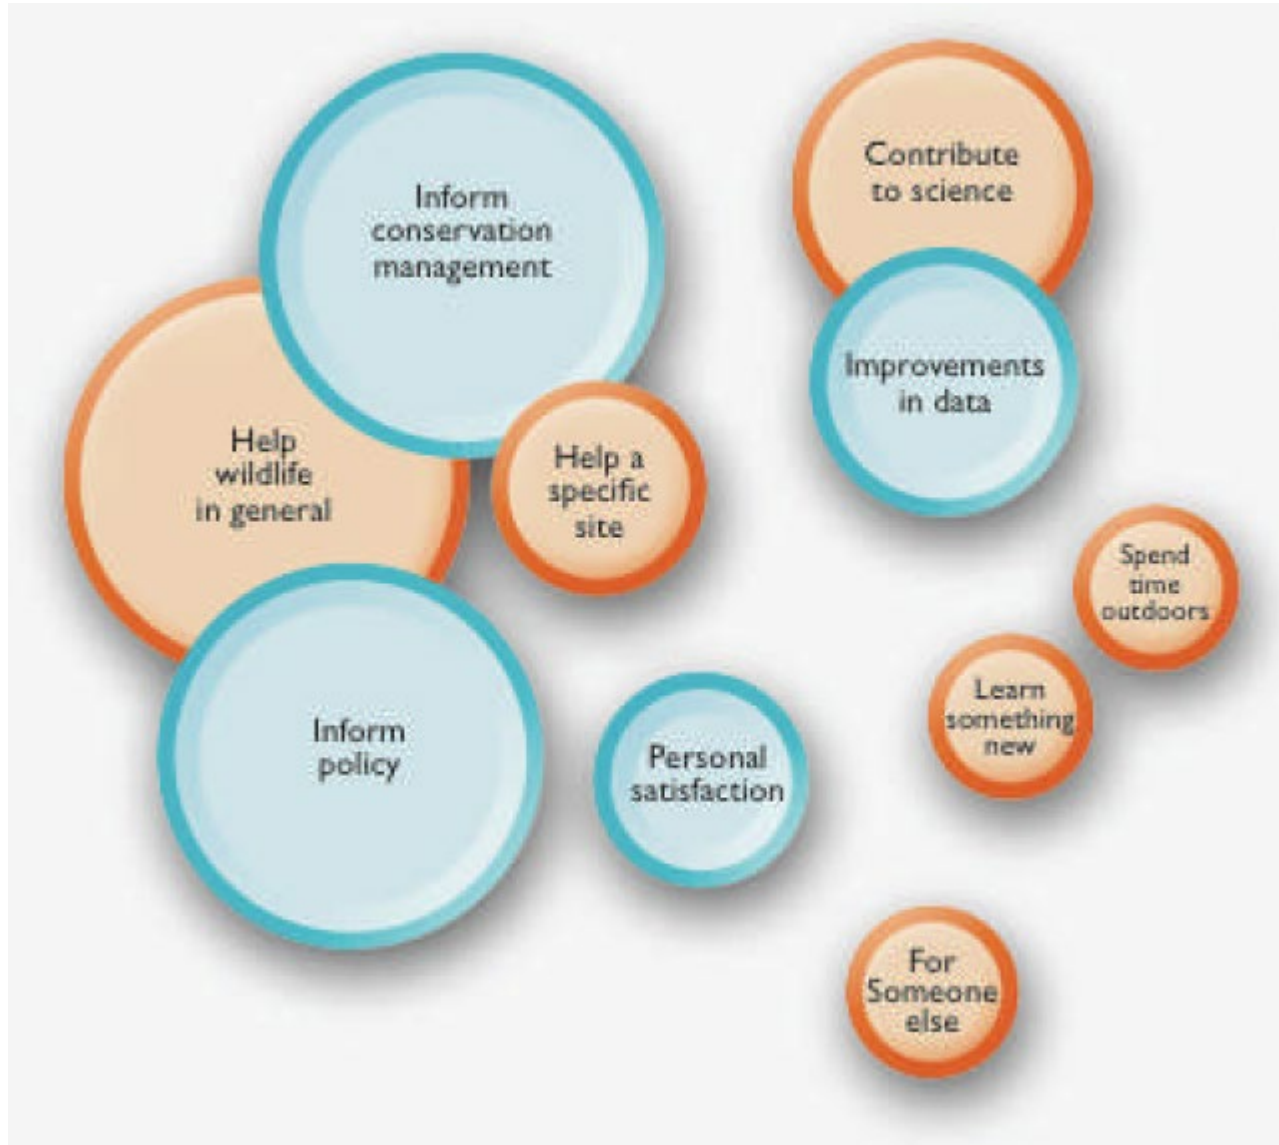 Inform
conservation
management
Contribute
to science
Improvements
in data
Help
wildlife
in general
Help a
specific
site
Spend
time
outdoors
Learn
something
new
Inform
policy
Personal
satisfaction
For
Someone
else